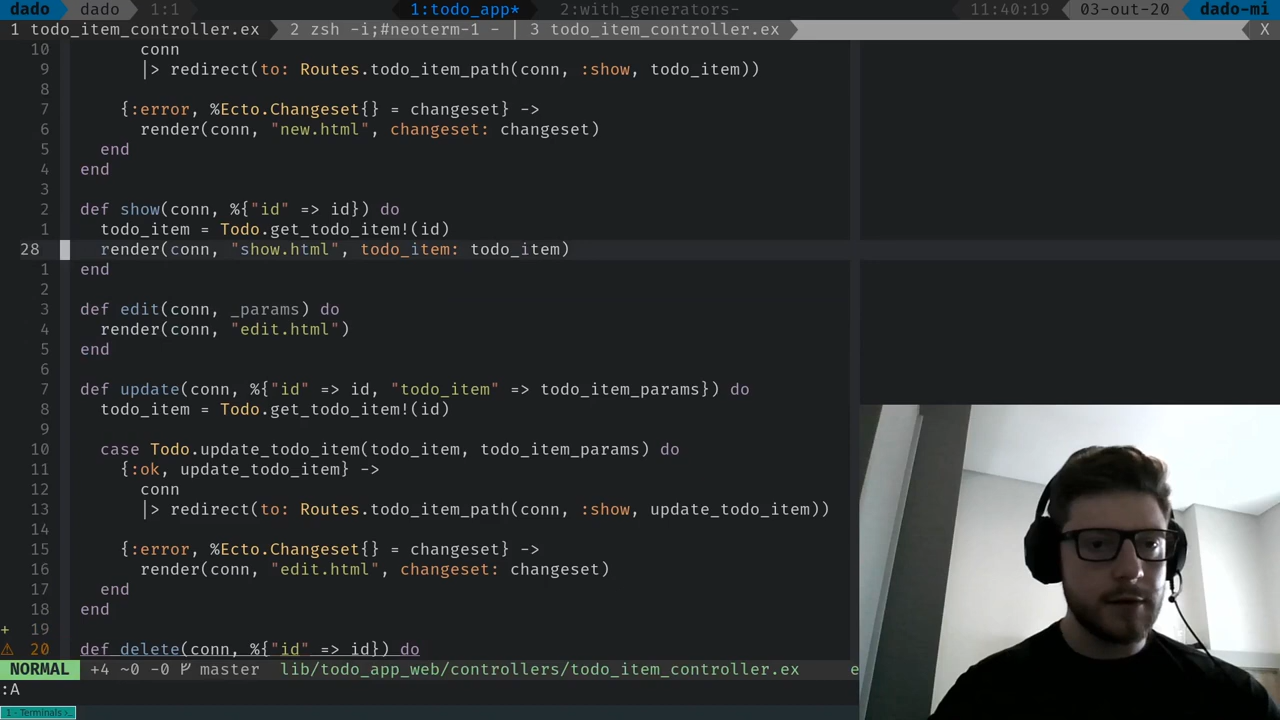 dado dado 1:1 1:todo_app* 2:with_generators- 11:40:19 03-out-20 dado-mi
1 todo_item_controller.ex 2 zsh -i;#neoterm-1 - 3 todo_item_controller.ex X
10 conn
9 |> redirect(to: Routes.todo_item_path(conn, :show, todo_item))
8
7 {:error, %Ecto.Changeset{} = changeset} ->
6 render(conn, "new.html", changeset: changeset)
5 end
4 end
3
2 def show(conn, %{"id" => id}) do
1 todo_item = Todo.get_todo_item!(id)
28 render(conn, "show.html", todo_item: todo_item)
1 end
2
3 def edit(conn, _params) do
4 render(conn, "edit.html")
5 end
6
7 def update(conn, %{"id" => id, "todo_item" => todo_item_params}) do
8 todo_item = Todo.get_todo_item!(id)
9
10 case Todo.update_todo_item(todo_item, todo_item_params) do
11 {:ok, update_todo_item} ->
12 conn
13 |> redirect(to: Routes.todo_item_path(conn, :show, update_todo_item))
14
15 {:error, %Ecto.Changeset{} = changeset} ->
16 render(conn, "edit.html", changeset: changeset)
17 end
18 end
+ 19
⚠ 20 def delete(conn, %{"id" => id}) do
NORMAL +4 ~0 -0 master lib/todo_app_web/controllers/todo_item_controller.ex e
:A
1 - Terminals